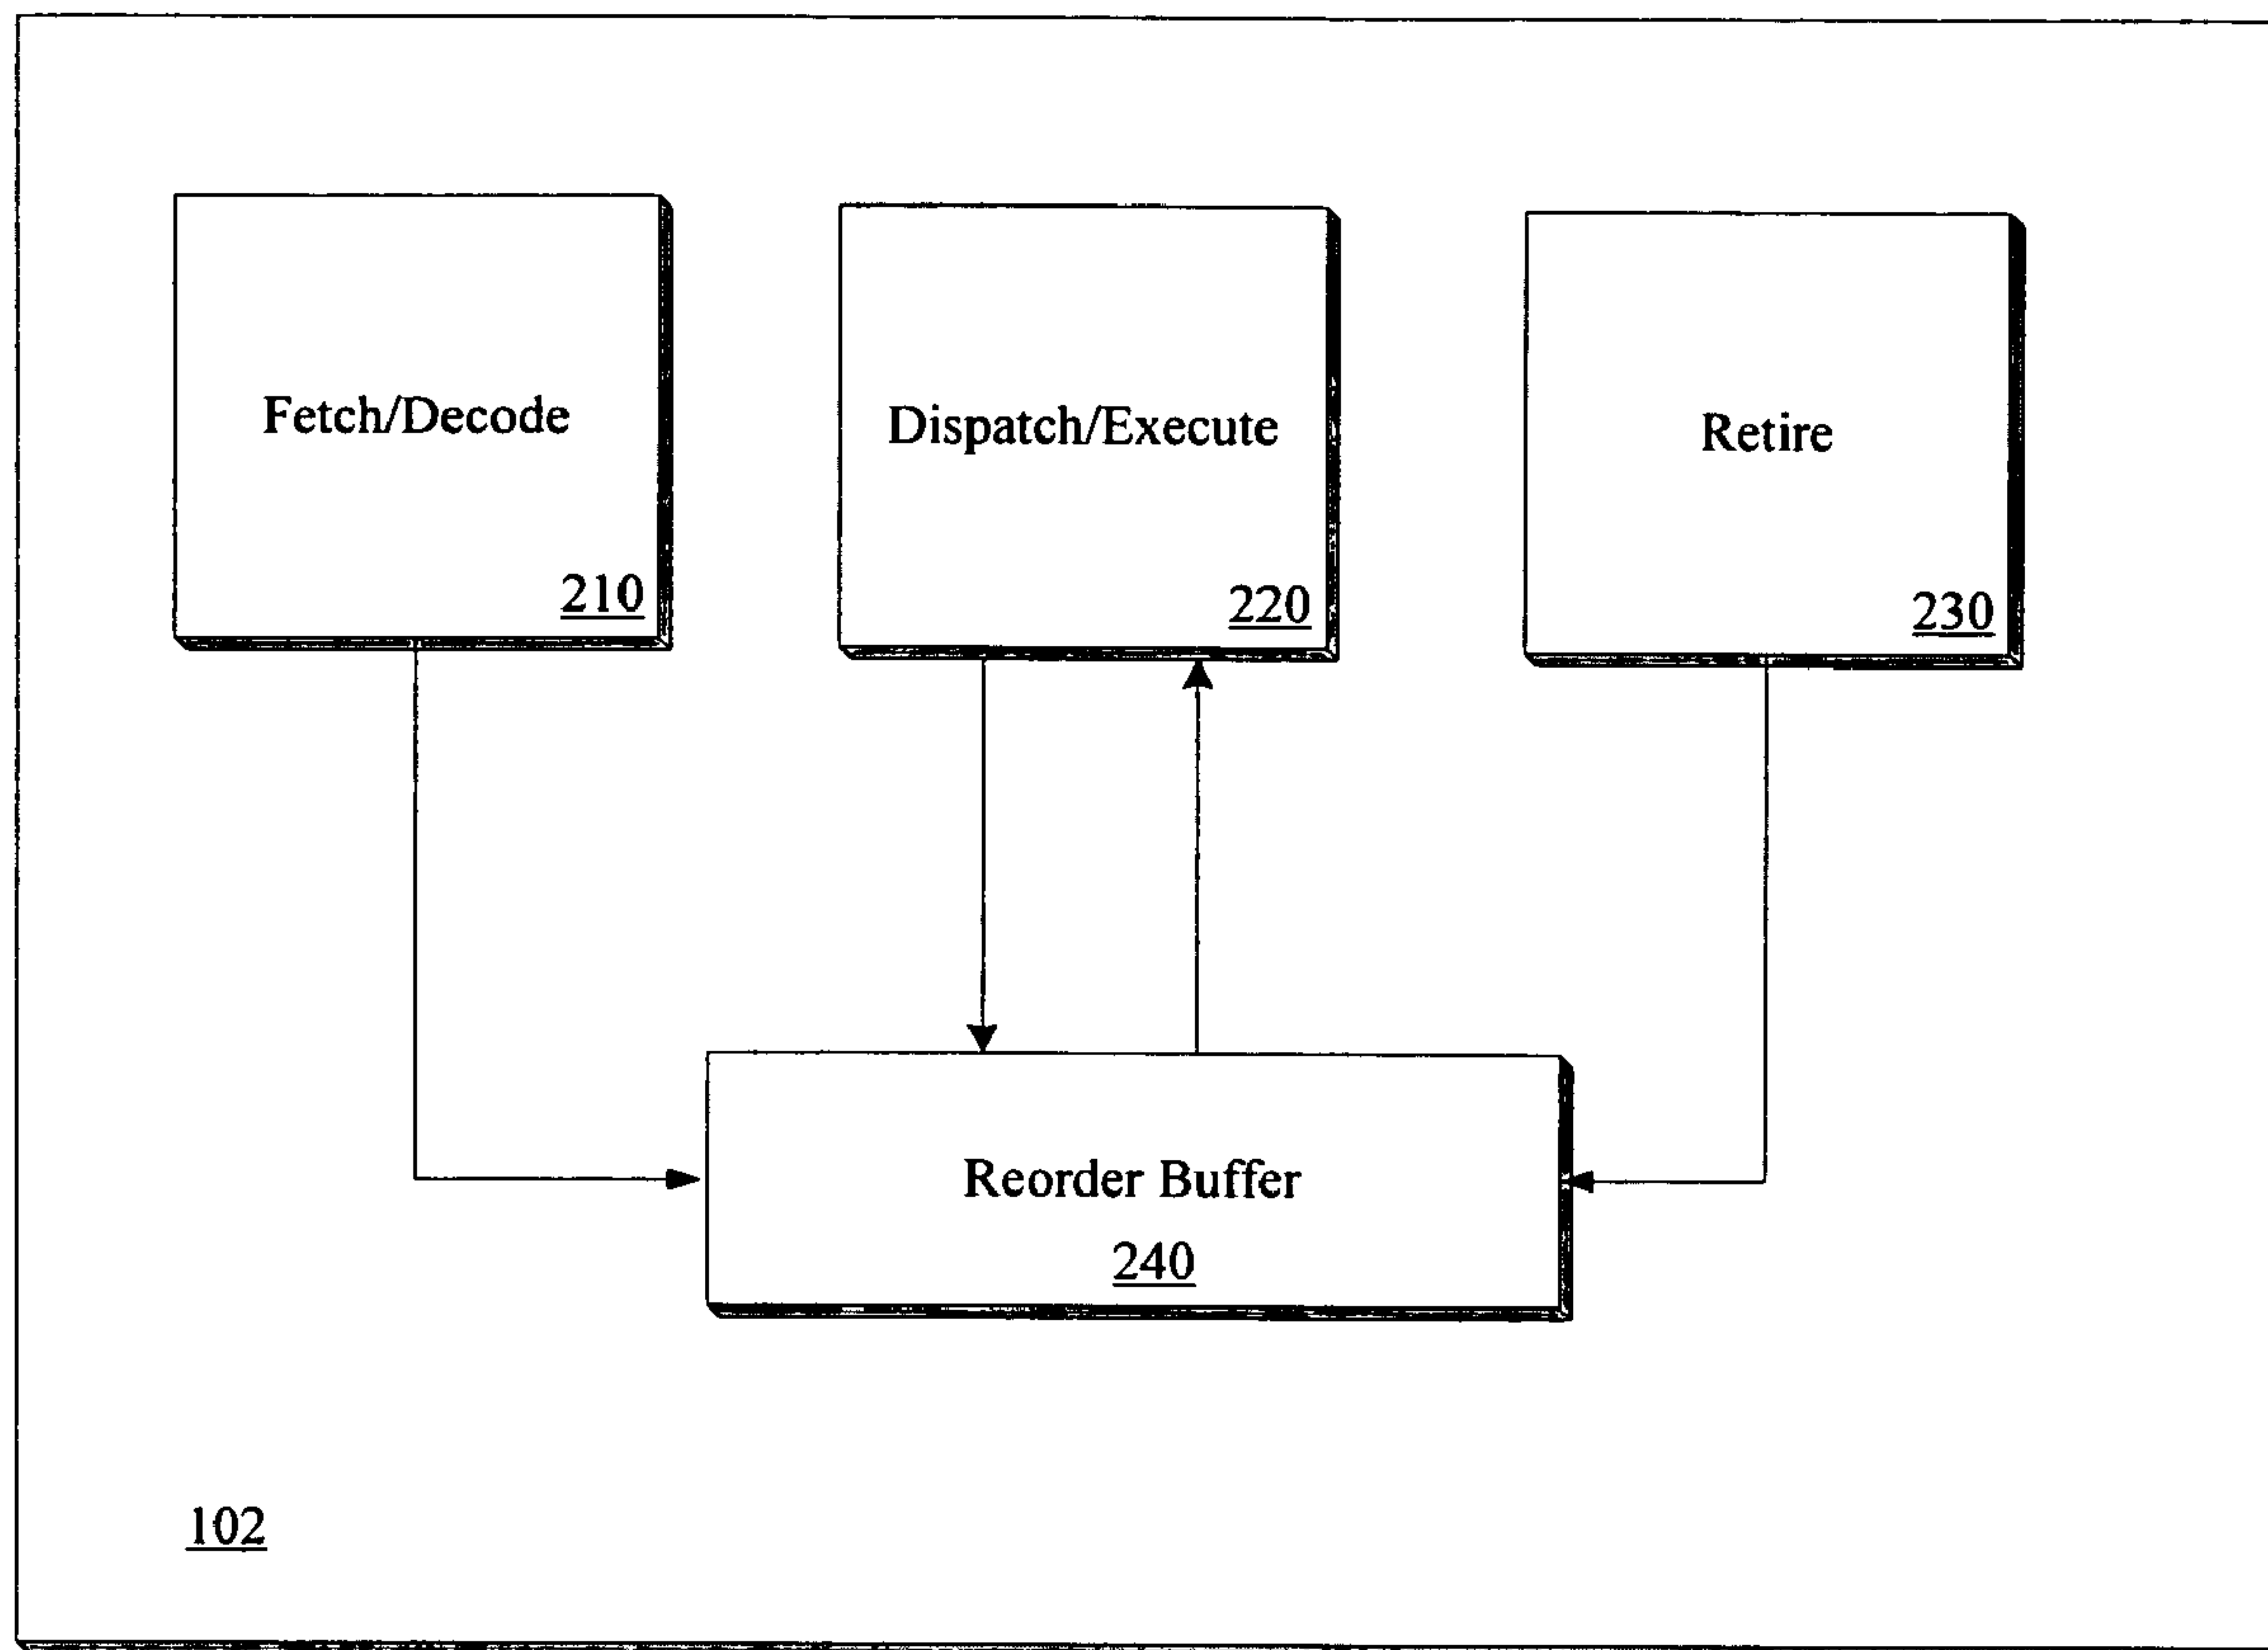 Fetch/Decode
210
Dispatch/Execute
220
Retire
230
Reorder Buffer
240
102